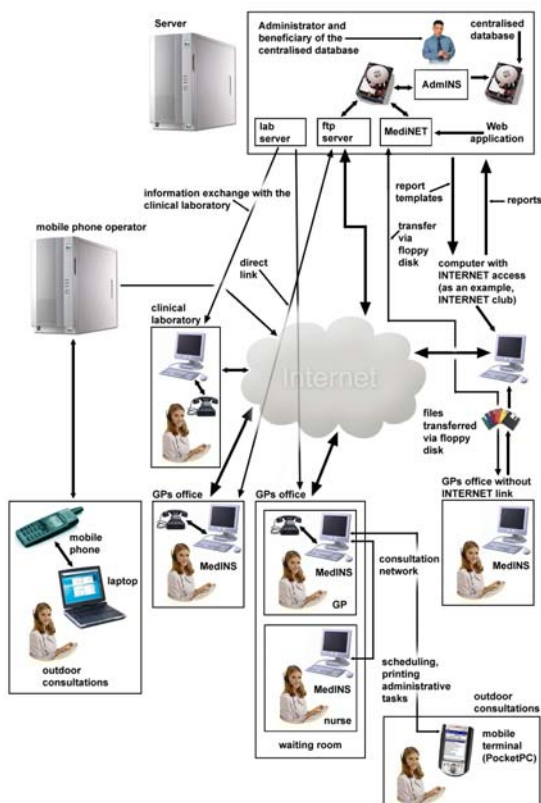 Server
Administrator and
beneficiary of the
centralised database
centralised
database
AdmINS
lab
server
ftp
server
MediNET
Web
application
information exchange with the
clinical laboratory
report
templates
reports
mobile phone operator
direct
link
transfer
via
floppy
disk
computer with
INTERNET access
(as an example,
INTERNET club)
clinical
laboratory
Internet
files
transferred
via floppy
disk
GPs office
GPs office
GPs office without
INTERNET link
mobile
phone
laptop
outdoor
consultations
MedINS
MedINS
GP
consultation
network
MedINS
MedINS
nurse
waiting room
scheduling,
printing
administrative
tasks
outdoor
consultations
mobile
terminal
(PocketPC)